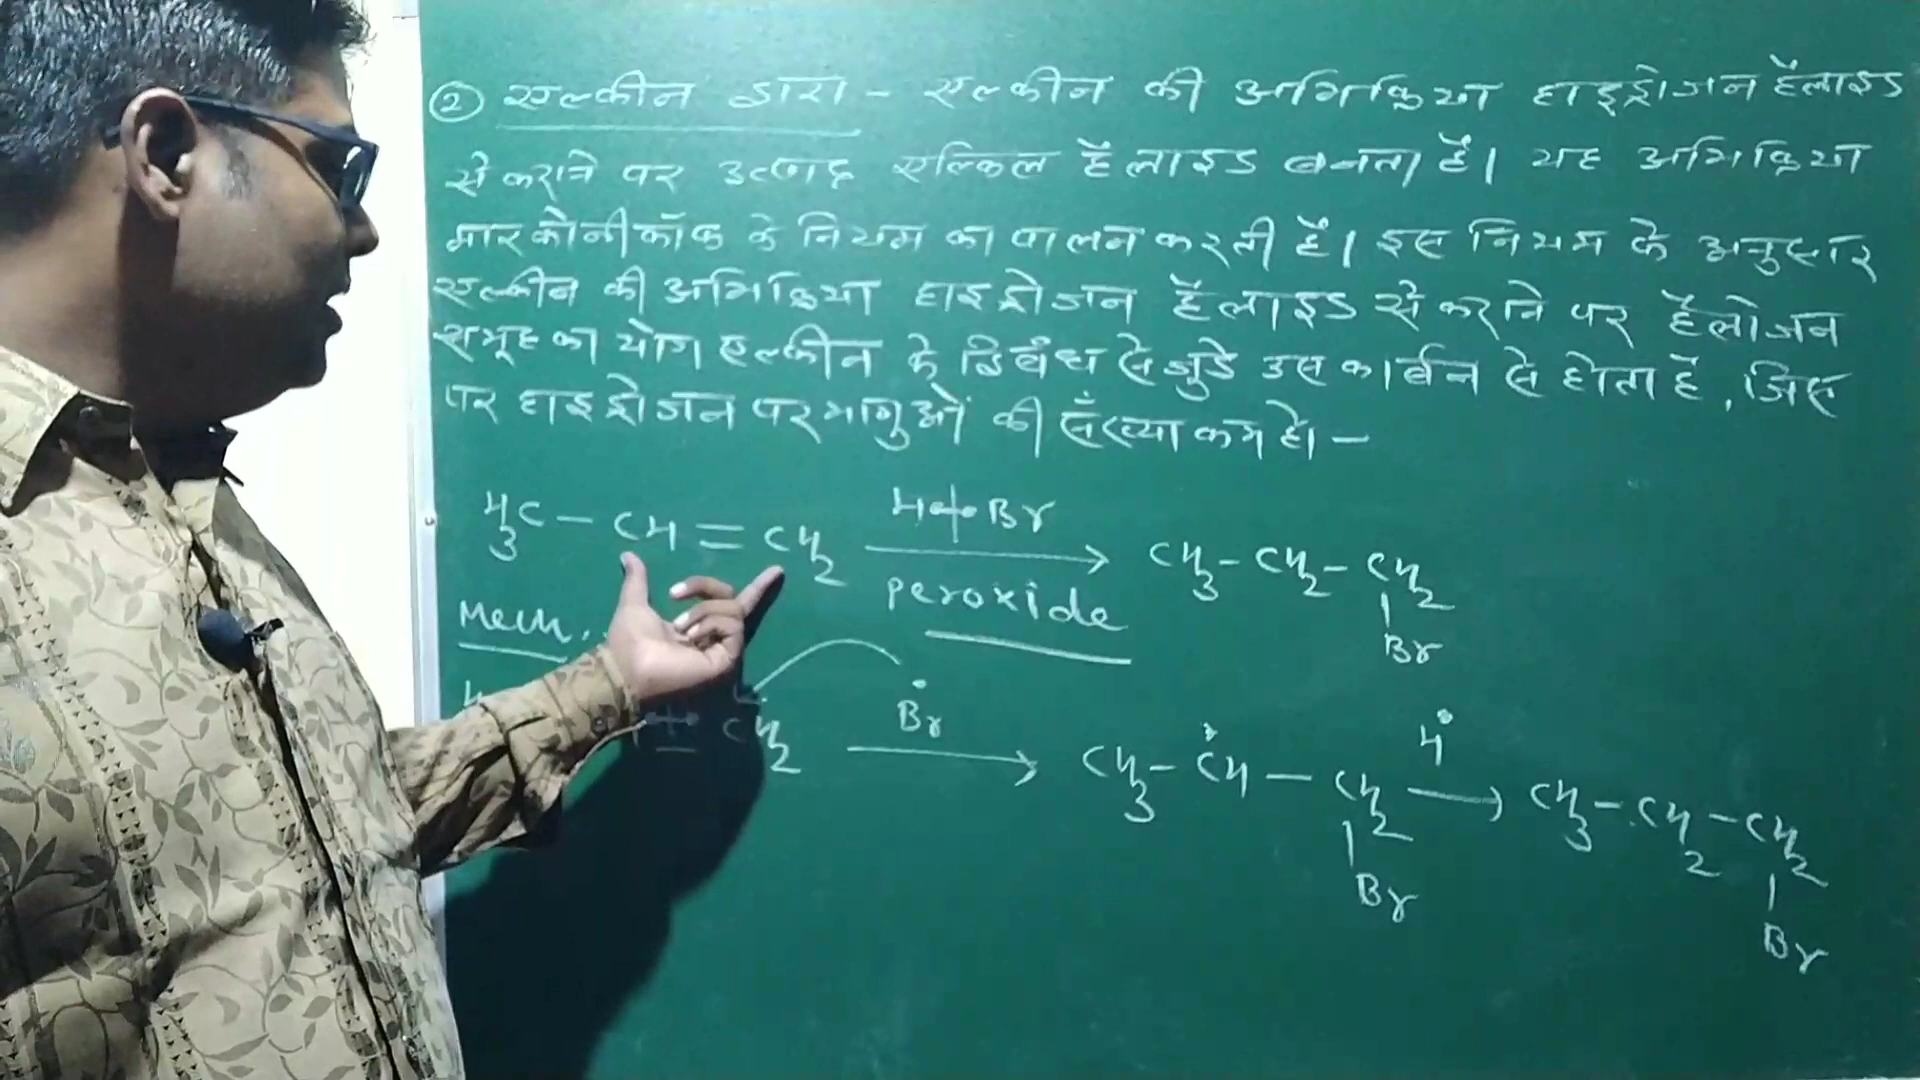 ② एल्कीन द्वारा - एल्कीन की अभिक्रिया हाइड्रोजन हैलाइड
से कराने पर उत्पाद एल्किल हैलाइड बनता है। यह अभिक्रिया
मारकोनीकॉफ के नियम का पालन करती है। इस नियम के अनुसार
एल्कीन की अभिक्रिया हाइड्रोजन हैलाइड से कराने पर हैलोजन
समूह का योग एल्कीन के द्विबंध से जुडे उस कार्बन से होता है, जिस
पर हाइड्रोजन परमाणुओं की संख्या कम हो -
H3C - CH = CH2 H + Br CH3 - CH2 - CH2
peroxide
Br
Mech.
CH2 Br CH3 - CH - CH2 H CH3 - CH2 - CH2
Br
Br